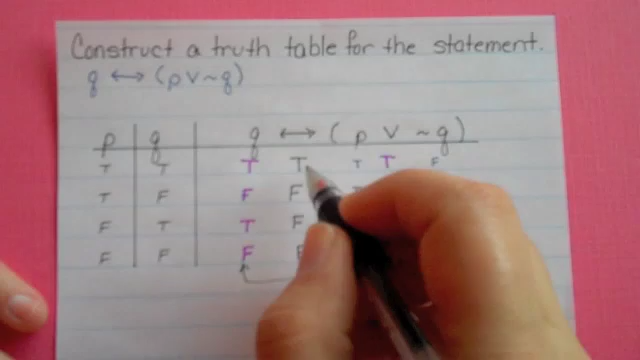 Construct a truth table for the statement.
q ↔ (p ∨ ~q)
p q q ↔ (p ∨ ~q)
T T T T T T F
T F F F
F T T F
F F F